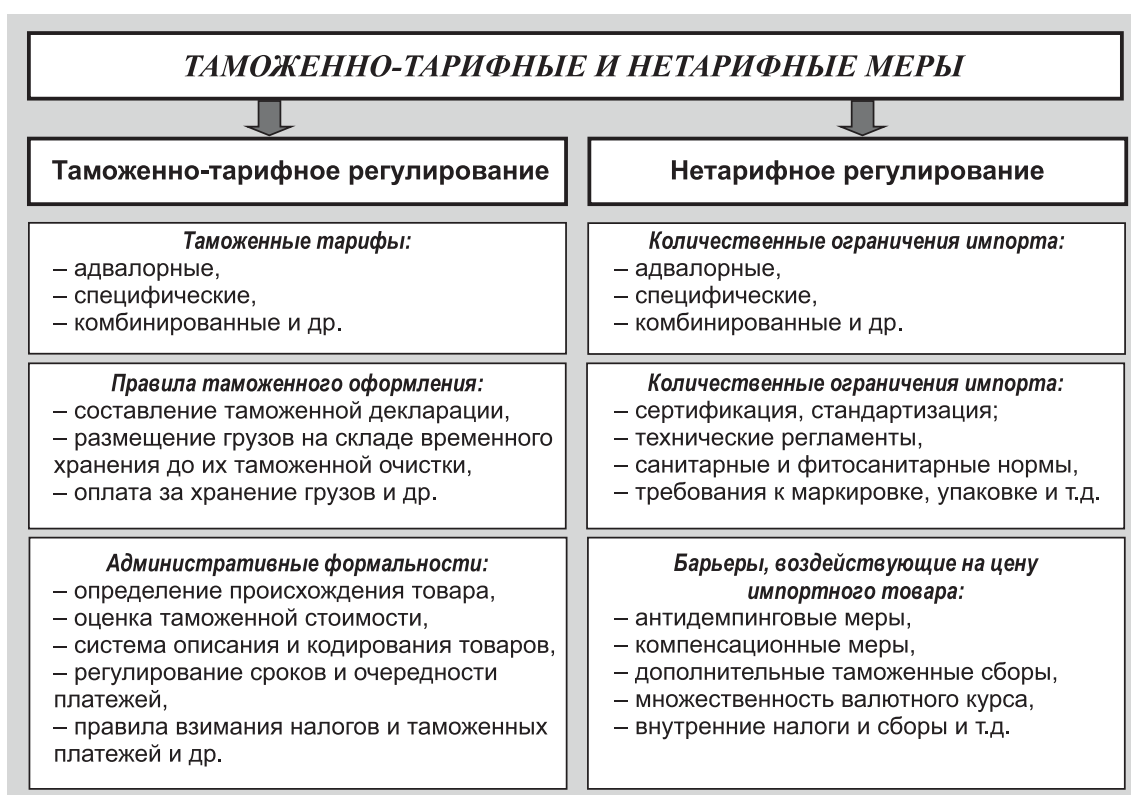 ТАМОЖЕННО-ТАРИФНЫЕ И НЕТАРИФНЫЕ МЕРЫ
Таможенно-тарифное регулирование
Таможенные тарифы:
– адвалорные,
– специфические,
– комбинированные и др.
Правила таможенного оформления:
– составление таможенной декларации,
– размещение грузов на складе временного
хранения до их таможенной очистки,
– оплата за хранение грузов и др.
Административные формальности:
– определение происхождения товара,
– оценка таможенной стоимости,
– система описания и кодирования товаров,
– регулирование сроков и очередности
платежей,
– правила взимания налогов и таможенных
платежей и др.
Нетарифное регулирование
Количественные ограничения импорта:
– адвалорные,
– специфические,
– комбинированные и др.
Количественные ограничения импорта:
– сертификация, стандартизация;
– технические регламенты,
– санитарные и фитосанитарные нормы,
– требования к маркировке, упаковке и т.д.
Барьеры, воздействующие на цену
импортного товара:
– антидемпинговые меры,
– компенсационные меры,
– дополнительные таможенные сборы,
– множественность валютного курса,
– внутренние налоги и сборы и т.д.